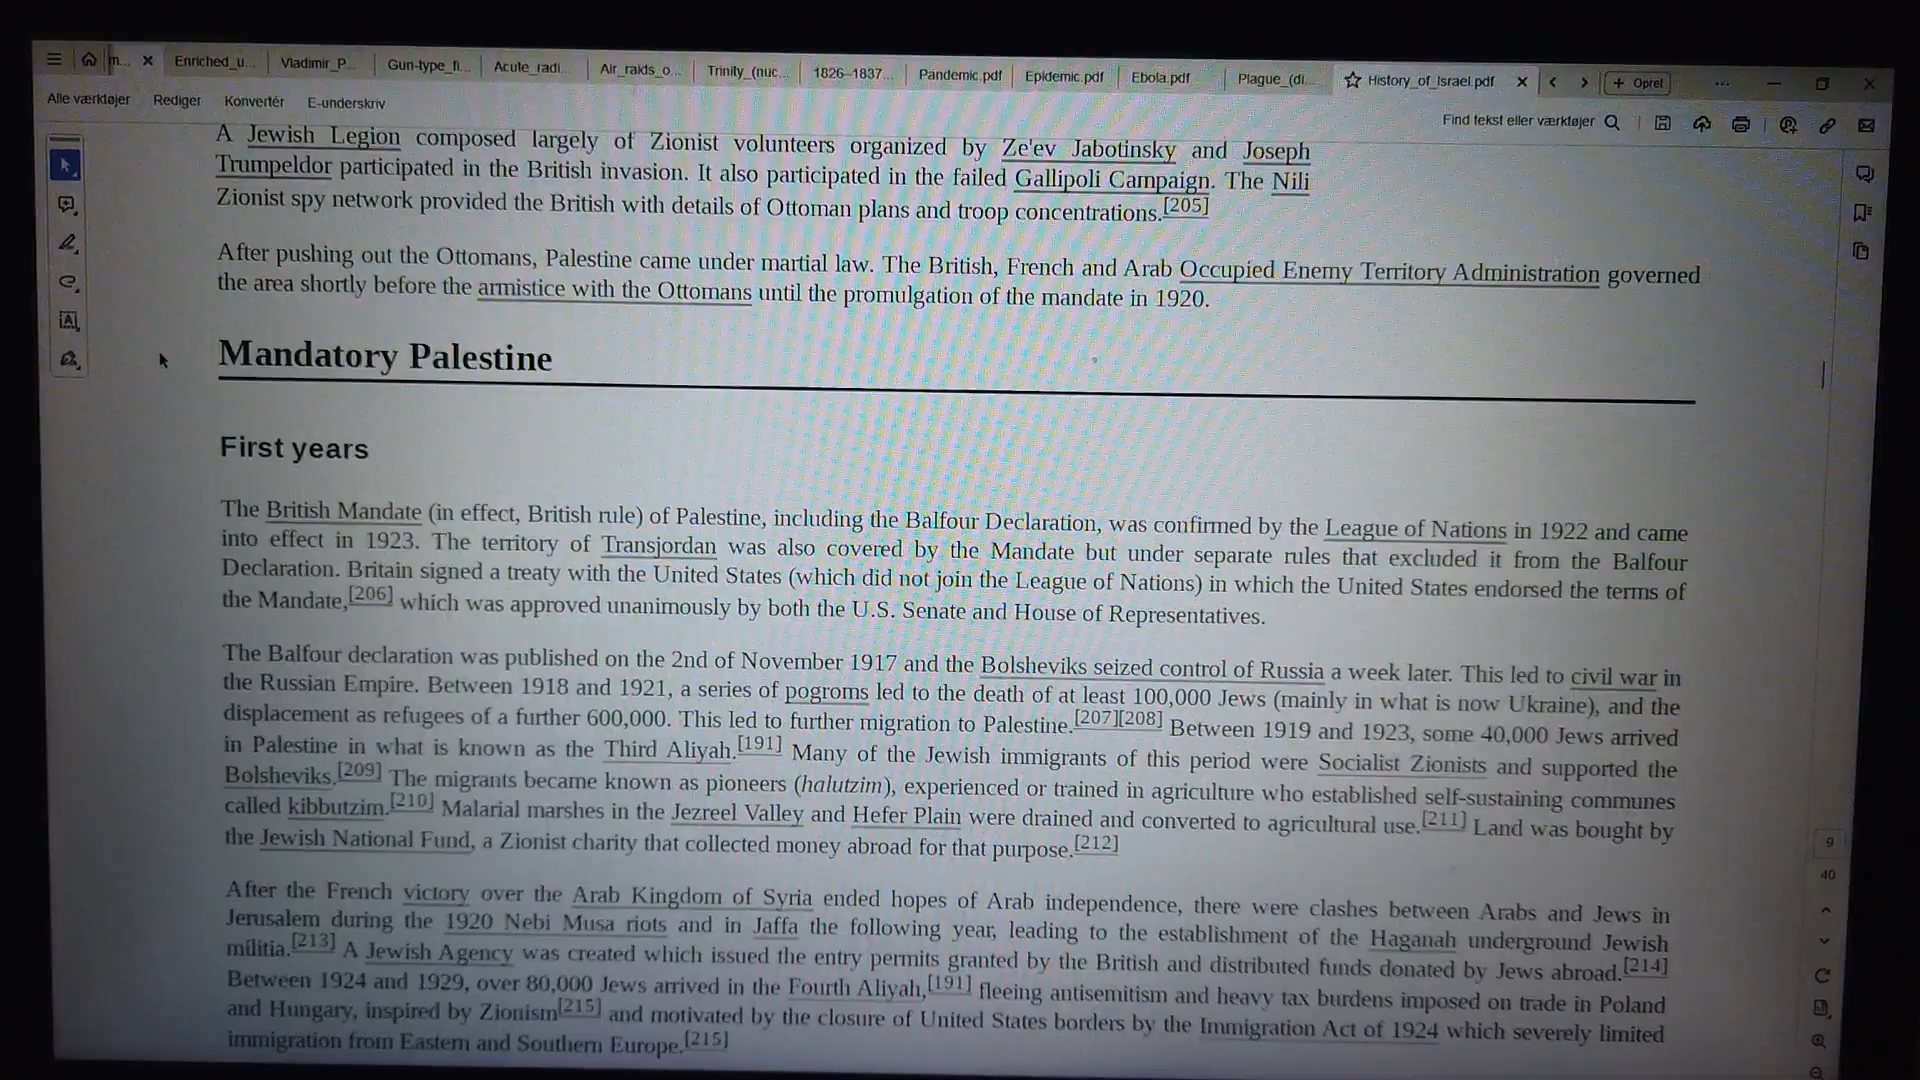 m... Enriched_u... Vladimir_P... Gun-type_fi... Acute_radi... Air_raids_o... Trinity_(nuc... 1826–1837... Pandemic.pdf Epidemic.pdf Ebola.pdf Plague_(di... History_of_Israel.pdf + Opret
Alle værktøjer Rediger Konvertér E-underskriv Find tekst eller værktøjer
A Jewish Legion composed largely of Zionist volunteers organized by Ze'ev Jabotinsky and Joseph
Trumpeldor participated in the British invasion. It also participated in the failed Gallipoli Campaign. The Nili
Zionist spy network provided the British with details of Ottoman plans and troop concentrations.[205]
After pushing out the Ottomans, Palestine came under martial law. The British, French and Arab Occupied Enemy Territory Administration governed
the area shortly before the armistice with the Ottomans until the promulgation of the mandate in 1920.
Mandatory Palestine
First years
The British Mandate (in effect, British rule) of Palestine, including the Balfour Declaration, was confirmed by the League of Nations in 1922 and came
into effect in 1923. The territory of Transjordan was also covered by the Mandate but under separate rules that excluded it from the Balfour
Declaration. Britain signed a treaty with the United States (which did not join the League of Nations) in which the United States endorsed the terms of
the Mandate,[206] which was approved unanimously by both the U.S. Senate and House of Representatives.
The Balfour declaration was published on the 2nd of November 1917 and the Bolsheviks seized control of Russia a week later. This led to civil war in
the Russian Empire. Between 1918 and 1921, a series of pogroms led to the death of at least 100,000 Jews (mainly in what is now Ukraine), and the
displacement as refugees of a further 600,000. This led to further migration to Palestine.[207][208] Between 1919 and 1923, some 40,000 Jews arrived
in Palestine in what is known as the Third Aliyah.[191] Many of the Jewish immigrants of this period were Socialist Zionists and supported the
Bolsheviks.[209] The migrants became known as pioneers (halutzim), experienced or trained in agriculture who established self-sustaining communes
called kibbutzim.[210] Malarial marshes in the Jezreel Valley and Hefer Plain were drained and converted to agricultural use.[211] Land was bought by
the Jewish National Fund, a Zionist charity that collected money abroad for that purpose.[212]
After the French victory over the Arab Kingdom of Syria ended hopes of Arab independence, there were clashes between Arabs and Jews in
Jerusalem during the 1920 Nebi Musa riots and in Jaffa the following year, leading to the establishment of the Haganah underground Jewish
militia.[213] A Jewish Agency was created which issued the entry permits granted by the British and distributed funds donated by Jews abroad.[214]
Between 1924 and 1929, over 80,000 Jews arrived in the Fourth Aliyah,[191] fleeing antisemitism and heavy tax burdens imposed on trade in Poland
and Hungary, inspired by Zionism[215] and motivated by the closure of United States borders by the Immigration Act of 1924 which severely limited
immigration from Eastern and Southern Europe.[215]
9
40